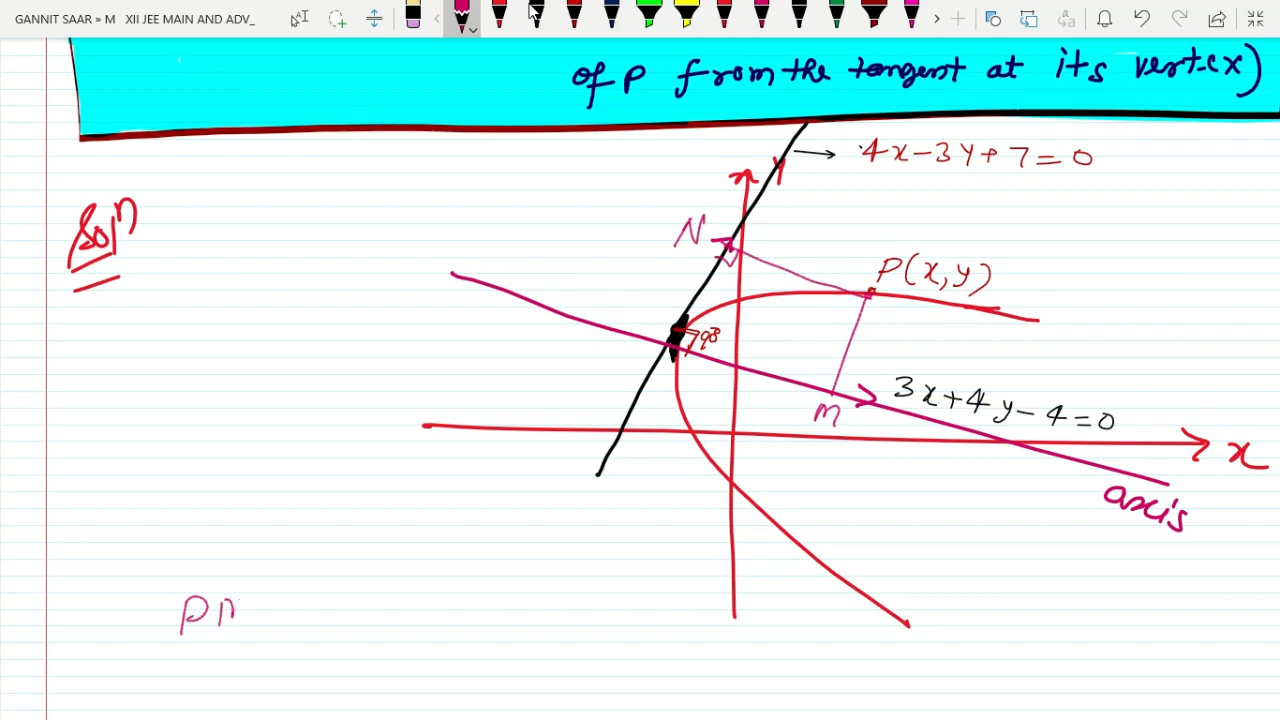 GANNIT SAAR » M XII JEE MAIN AND ADV_
of P from the tangent at its vertex)
4x-3y+7=0
y
Solⁿ
N
P(x,y)
90°
3x+4y-4=0
M
x
axis
P